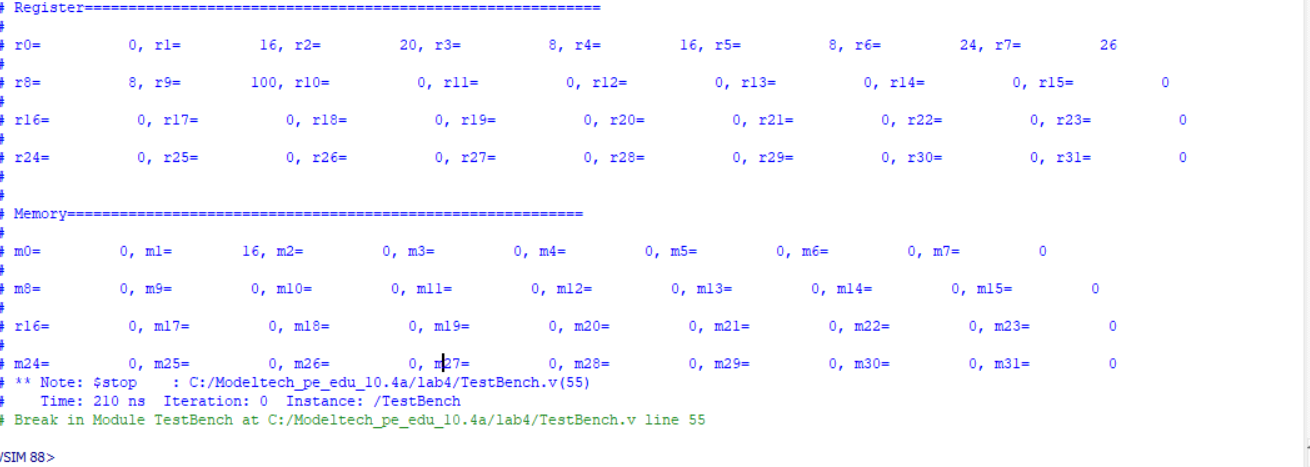 # Register===========================================================
#
# r0=          0, r1=         16, r2=         20, r3=          8, r4=         16, r5=          8, r6=         24, r7=         26
#
# r8=          8, r9=        100, r10=          0, r11=          0, r12=          0, r13=          0, r14=          0, r15=          0
#
# r16=          0, r17=          0, r18=          0, r19=          0, r20=          0, r21=          0, r22=          0, r23=          0
#
# r24=          0, r25=          0, r26=          0, r27=          0, r28=          0, r29=          0, r30=          0, r31=          0
#
#
# Memory===========================================================
#
# m0=         0, m1=        16, m2=         0, m3=         0, m4=         0, m5=         0, m6=         0, m7=         0
#
# m8=         0, m9=         0, m10=         0, m11=         0, m12=         0, m13=         0, m14=         0, m15=         0
#
# r16=         0, m17=         0, m18=         0, m19=         0, m20=         0, m21=         0, m22=         0, m23=         0
#
# m24=         0, m25=         0, m26=         0, m27=         0, m28=         0, m29=         0, m30=         0, m31=         0
# ** Note: $stop    : C:/Modeltech_pe_edu_10.4a/lab4/TestBench.v(55)
#    Time: 210 ns  Iteration: 0  Instance: /TestBench
# Break in Module TestBench at C:/Modeltech_pe_edu_10.4a/lab4/TestBench.v line 55
VSIM 88>